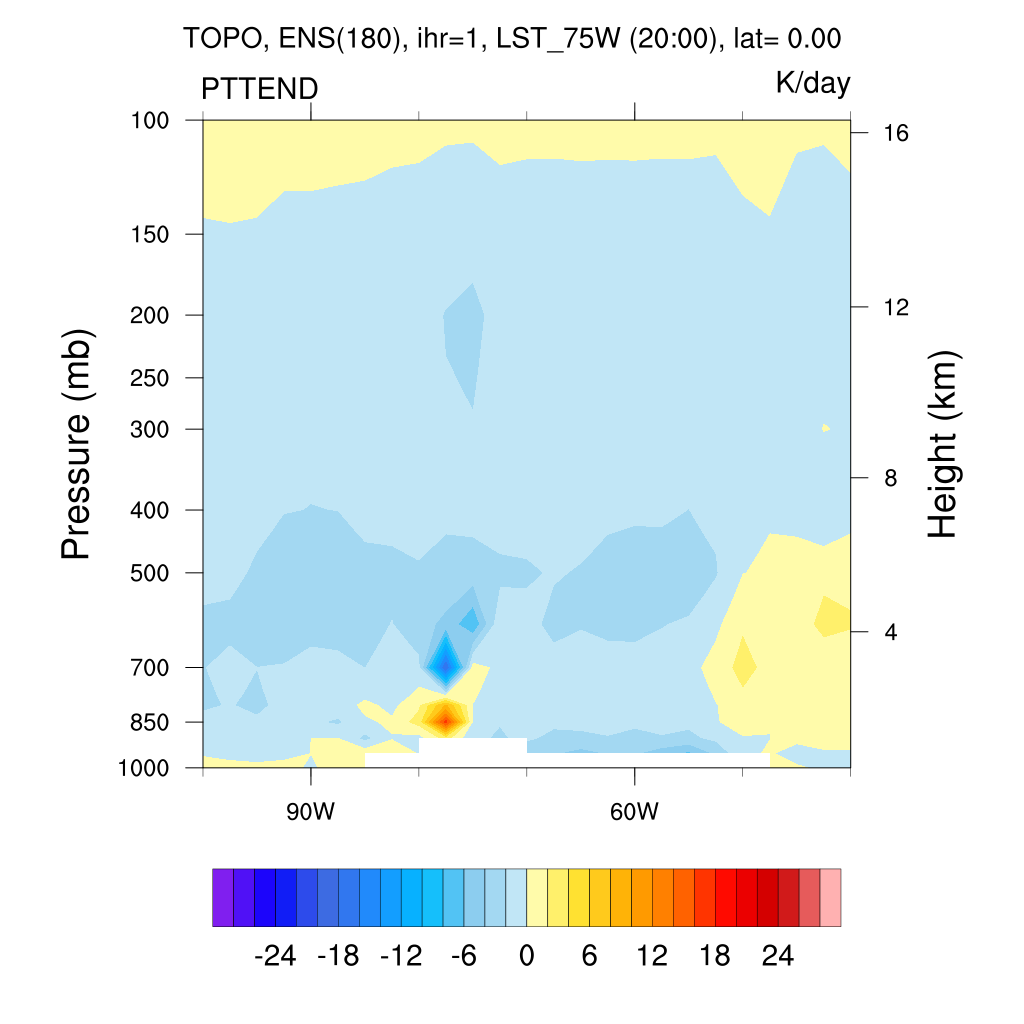 TOPO, ENS(180), ihr=1, LST_75W (20:00), lat= 0.00
PTTEND K/day
100
150
200
250
300
400
500
700
850
1000
Pressure (mb)
16
12
8
4
Height (km)
90W 60W
-24 -18 -12 -6 0 6 12 18 24